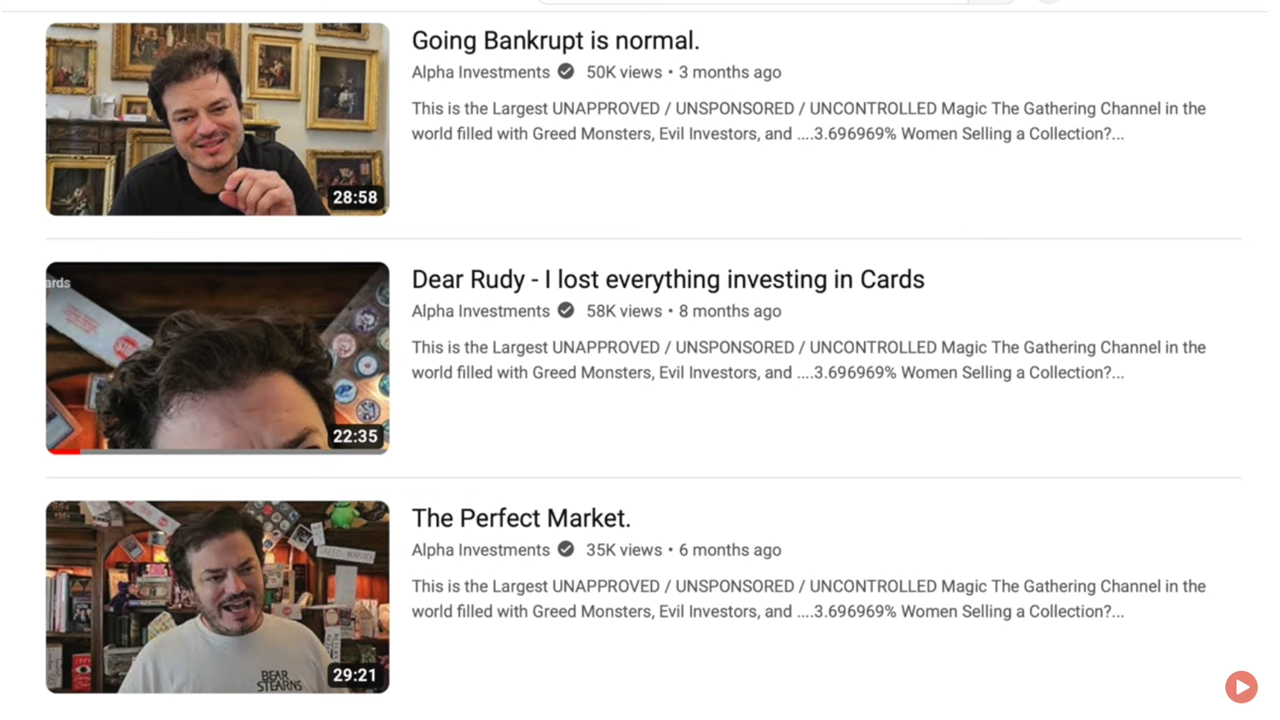 Going Bankrupt is normal.
Alpha Investments 50K views • 3 months ago
This is the Largest UNAPPROVED / UNSPONSORED / UNCONTROLLED Magic The Gathering Channel in the
world filled with Greed Monsters, Evil Investors, and ....3.696969% Women Selling a Collection?...
28:58
ards
Dear Rudy - I lost everything investing in Cards
Alpha Investments 58K views • 8 months ago
This is the Largest UNAPPROVED / UNSPONSORED / UNCONTROLLED Magic The Gathering Channel in the
world filled with Greed Monsters, Evil Investors, and ....3.696969% Women Selling a Collection?...
22:35
The Perfect Market.
Alpha Investments 35K views • 6 months ago
This is the Largest UNAPPROVED / UNSPONSORED / UNCONTROLLED Magic The Gathering Channel in the
world filled with Greed Monsters, Evil Investors, and ....3.696969% Women Selling a Collection?...
BEAR
STEARNS
29:21